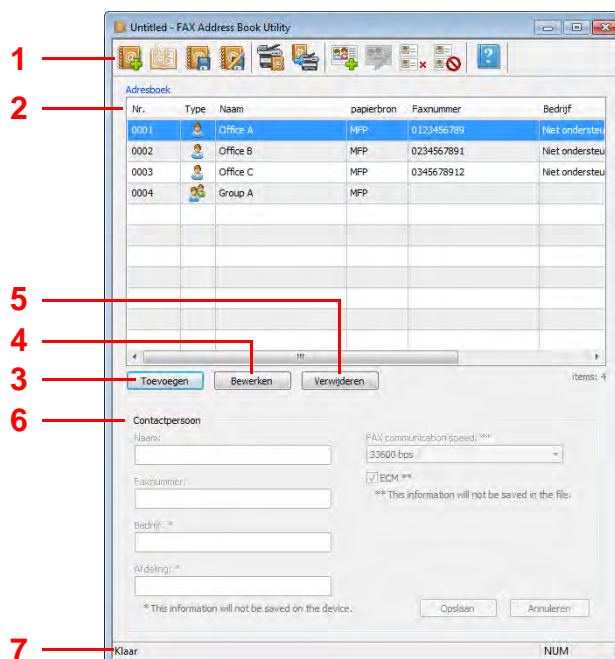 Untitled - FAX Address Book Utility
1
?
Adresboek
2
Nr. Type Naam papierbron Faxnummer Bedrijf
0001 Office A MFP 0123456789 Niet ondersteu
0002 Office B MFP 0234567891 Niet ondersteu
0003 Office C MFP 0345678912 Niet ondersteu
0004 Group A MFP
5
4
3
Toevoegen Bewerken Verwijderen items: 4
6
Contactpersoon
Naam: FAX communication speed: **
33600 bps
Faxnummer: ECM **
** This information will not be saved in the file.
Bedrijf: *
Afdeling: *
* This information will not be saved on the device. Opslaan Annuleren
7
Klaar NUM